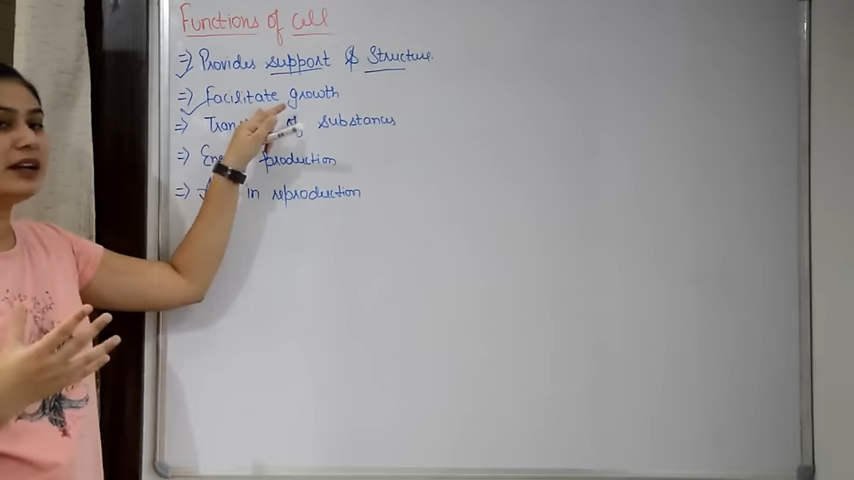 Functions of cell
=> Provides support & Structure.
=> Facilitate growth
=> substances
=> production
=> in reproduction